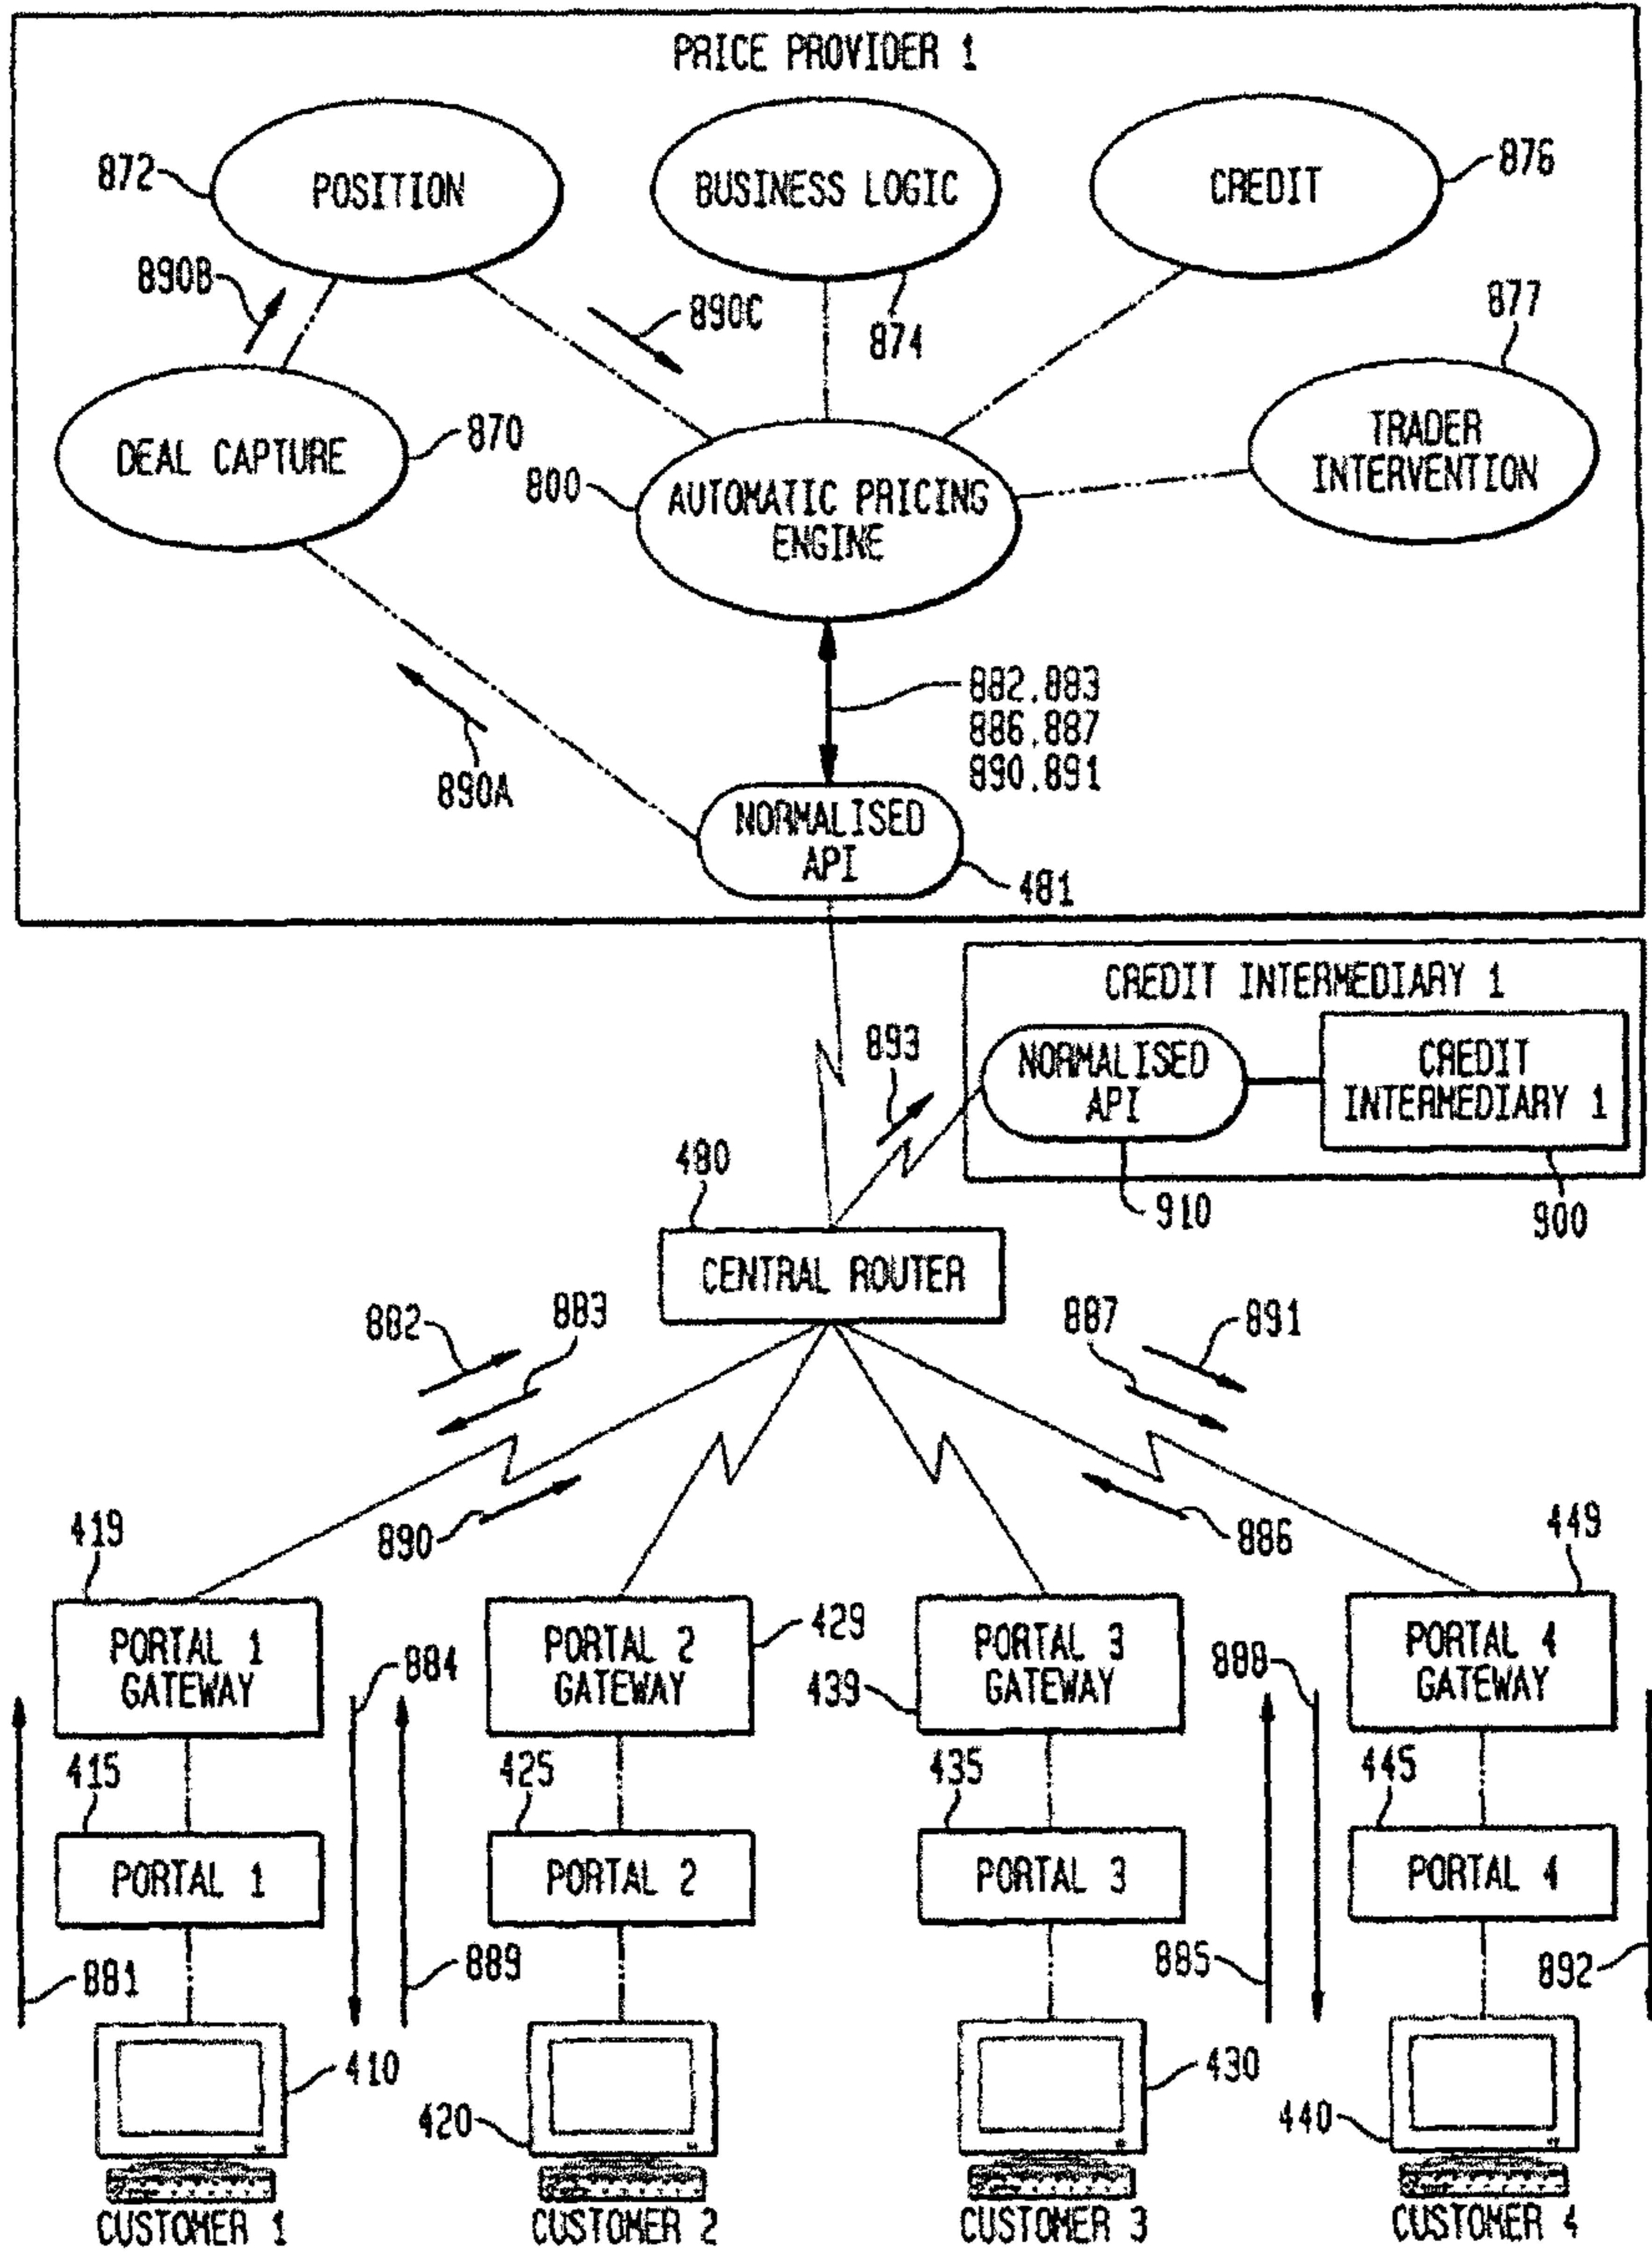 PRICE PROVIDER 1
872
POSITION
BUSINESS LOGIC
CREDIT
876
890B
890C
874
877
DEAL CAPTURE
870
800
AUTOMATIC PRICING
ENGINE
TRADER
INTERVENTION
882,883
886,887
890,891
890A
NORMALISED
API
481
CREDIT INTERMEDIARY 1
893
NORMALISED
API
CREDIT
INTERMEDIARY 1
480
910
900
CENTRAL ROUTER
882
883
887
891
890
886
419
449
PORTAL 1
GATEWAY
884
PORTAL 2
GATEWAY
429
439
PORTAL 3
GATEWAY
888
PORTAL 4
GATEWAY
415
425
435
445
PORTAL 1
PORTAL 2
PORTAL 3
PORTAL 4
881
889
885
892
410
420
430
440
CUSTOMER 1
CUSTOMER 2
CUSTOMER 3
CUSTOMER 4